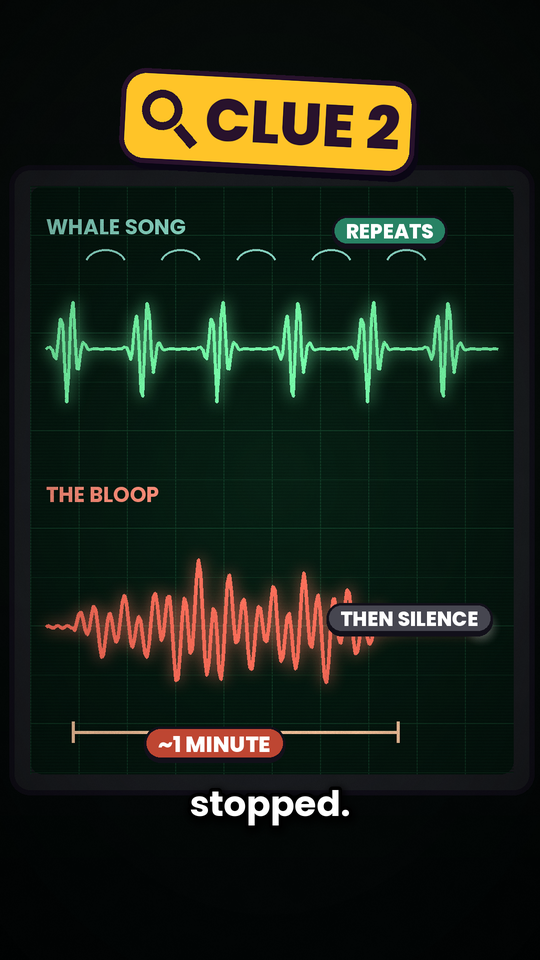 CLUE 2
WHALE SONG
REPEATS
THE BLOOP
THEN SILENCE
~1 MINUTE
stopped.